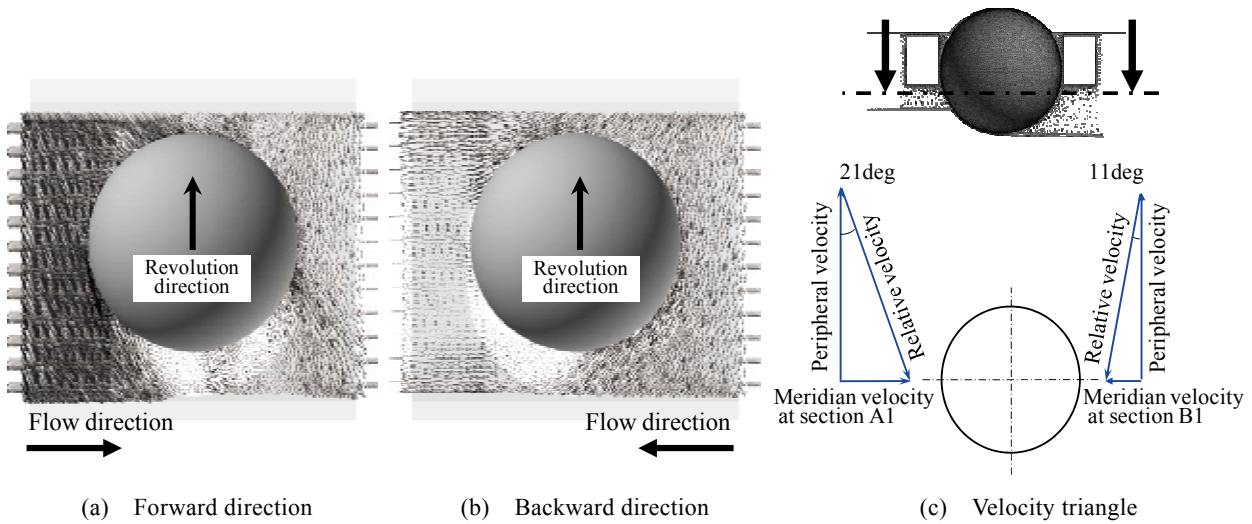 Revolution
direction
Flow direction
(a) Forward direction
Revolution
direction
Flow direction
(b) Backward direction
21deg
Peripheral velocity
Relative velocity
Meridian velocity
at section A1
11deg
Relative velocity
Peripheral velocity
Meridian velocity
at section B1
(c) Velocity triangle